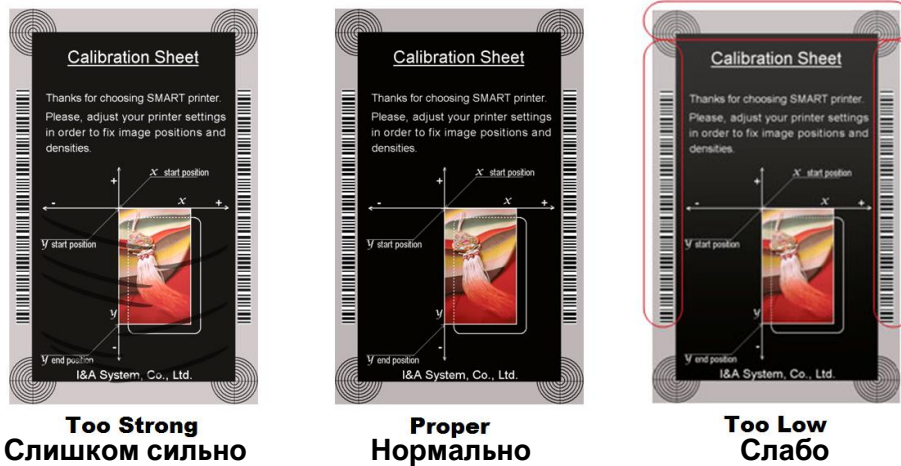 Calibration Sheet
Thanks for choosing SMART printer.
Please, adjust your printer settings
in order to fix image positions and
densities.
x start position
+
- x +
y start position
y
y end position
-
I&A System, Co., Ltd.
Too Strong
Слишком сильно
Calibration Sheet
Thanks for choosing SMART printer.
Please, adjust your printer settings
in order to fix image positions and
densities.
x start position
+
- x +
y start position
y
y end position
-
I&A System, Co., Ltd.
Proper
Нормально
Calibration Sheet
Thanks for choosing SMART printer.
Please, adjust your printer settings
in order to fix image positions and
densities.
x start position
+
- x +
y start position
y
y end position
-
I&A System, Co., Ltd.
Too Low
Слабо